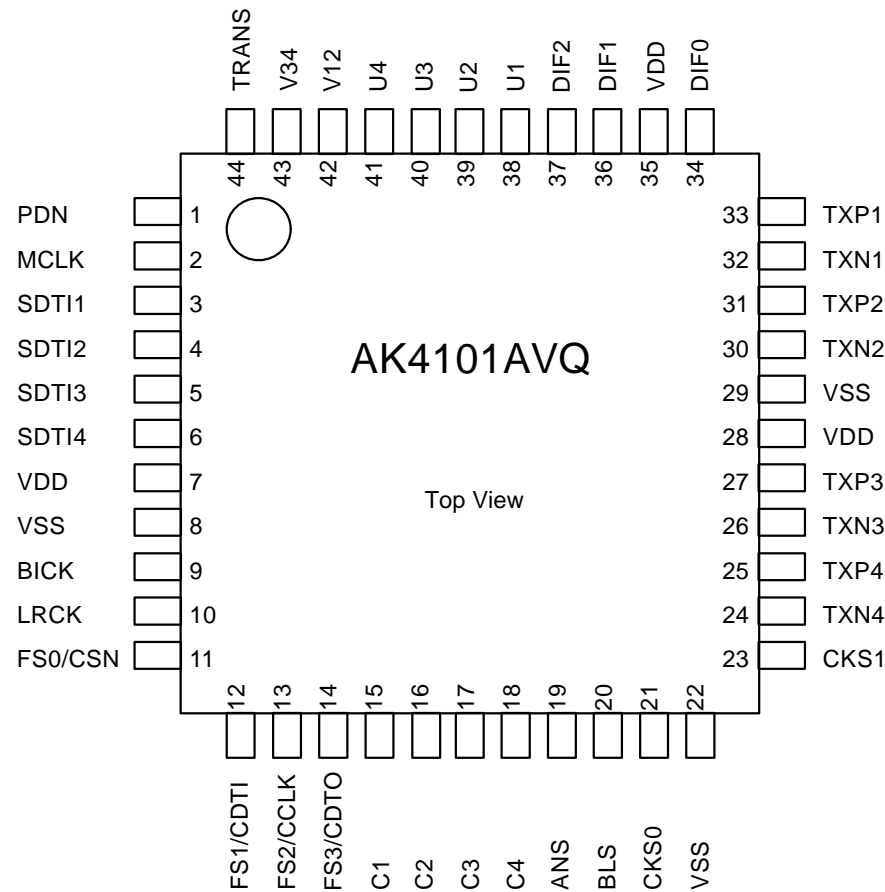 TRANS V34 V12 U4 U3 U2 U1 DIF2 DIF1 VDD DIF0
44 43 42 41 40 39 38 37 36 35 34
PDN 1 33 TXP1
MCLK 2 32 TXN1
SDTI1 3 31 TXP2
SDTI2 4 30 TXN2
AK4101AVQ
SDTI3 5 29 VSS
SDTI4 6 28 VDD
VDD 7 27 TXP3
Top View
VSS 8 26 TXN3
BICK 9 25 TXP4
LRCK 10 24 TXN4
FS0/CSN 11 23 CKS1
12 13 14 15 16 17 18 19 20 21 22
FS1/CDTI FS2/CCLK FS3/CDTO C1 C2 C3 C4 ANS BLS CKS0 VSS